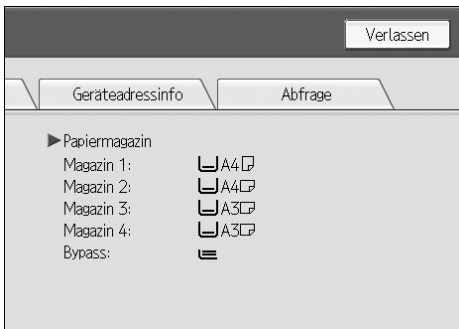 Verlassen
Geräteadressinfo
Abfrage
Papiermagazin
Magazin 1: A4
Magazin 2: A4
Magazin 3: A3
Magazin 4: A3
Bypass: